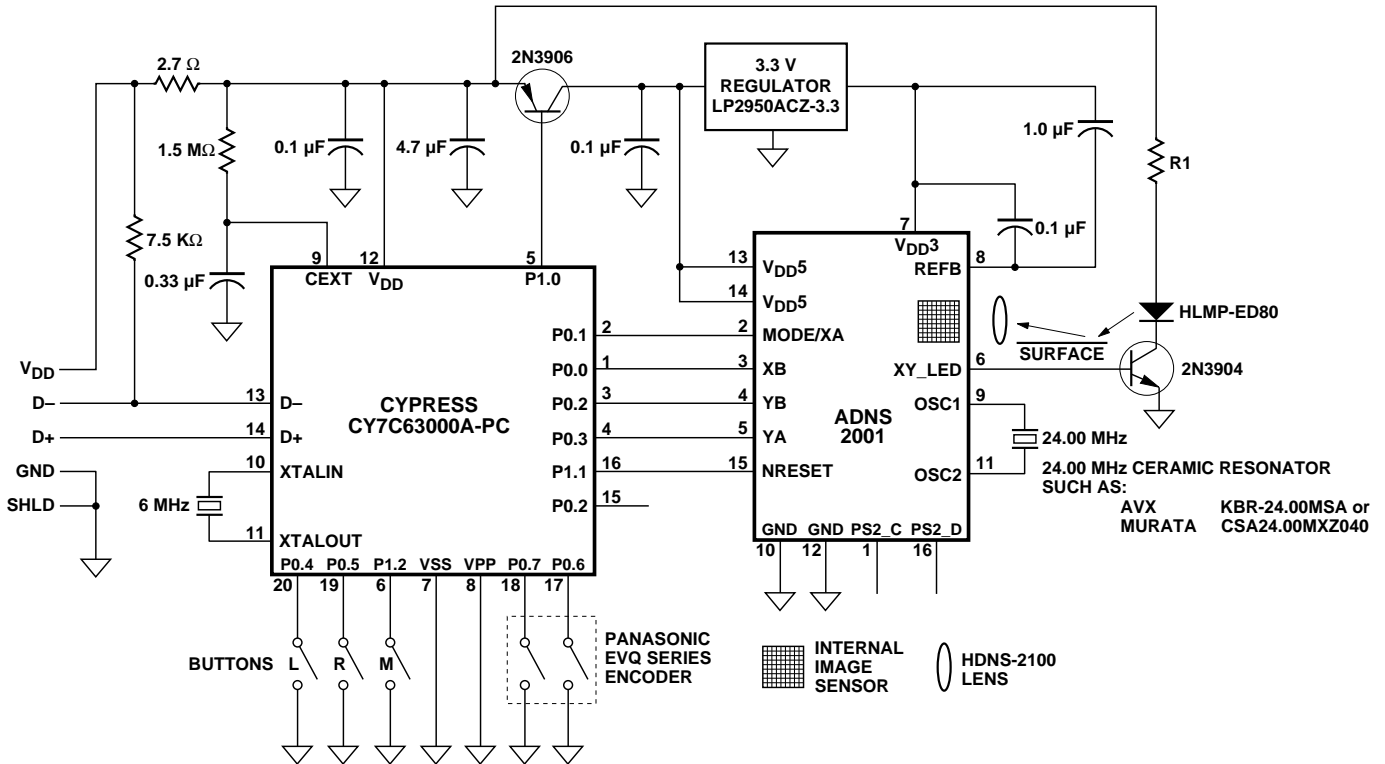 2N3906
2.7 Ω
3.3 V
REGULATOR
LP2950ACZ-3.3
1.5 MΩ
0.1 µF
4.7 µF
0.1 µF
1.0 µF
R1
7.5 KΩ
0.33 µF
0.1 µF
9
12
5
CEXT
VDD
P1.0
7
VDD3
REFB
8
13
VDD5
14
VDD5
HLMP-ED80
SURFACE
P0.1
2
2
MODE/XA
P0.0
1
3
XB
XY_LED
6
2N3904
VDD
D–
13
D–
CYPRESS
CY7C63000A-PC
P0.2
3
4
YB
OSC1
9
D+
14
D+
P0.3
4
5
YA
ADNS
2001
24.00 MHz
GND
10
XTALIN
P1.1
16
15
NRESET
OSC2
11
24.00 MHz CERAMIC RESONATOR
SUCH AS:
AVX KBR-24.00MSA or
MURATA CSA24.00MXZ040
SHLD
6 MHz
P0.2
15
11
XTALOUT
GND
GND
PS2_C
PS2_D
10
12
1
16
P0.4
P0.5
P1.2
VSS
VPP
P0.7
P0.6
20
19
6
7
8
18
17
BUTTONS
L
R
M
PANASONIC
EVQ SERIES
ENCODER
INTERNAL
IMAGE
SENSOR
HDNS-2100
LENS